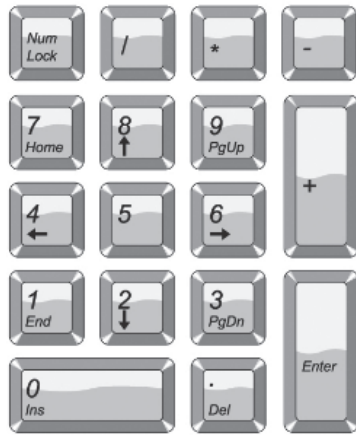 Num
Lock
/
*
-
7
Home
8
↑
9
PgUp
+
4
←
5
6
→
1
End
2
↓
3
PgDn
Enter
0
Ins
.
Del